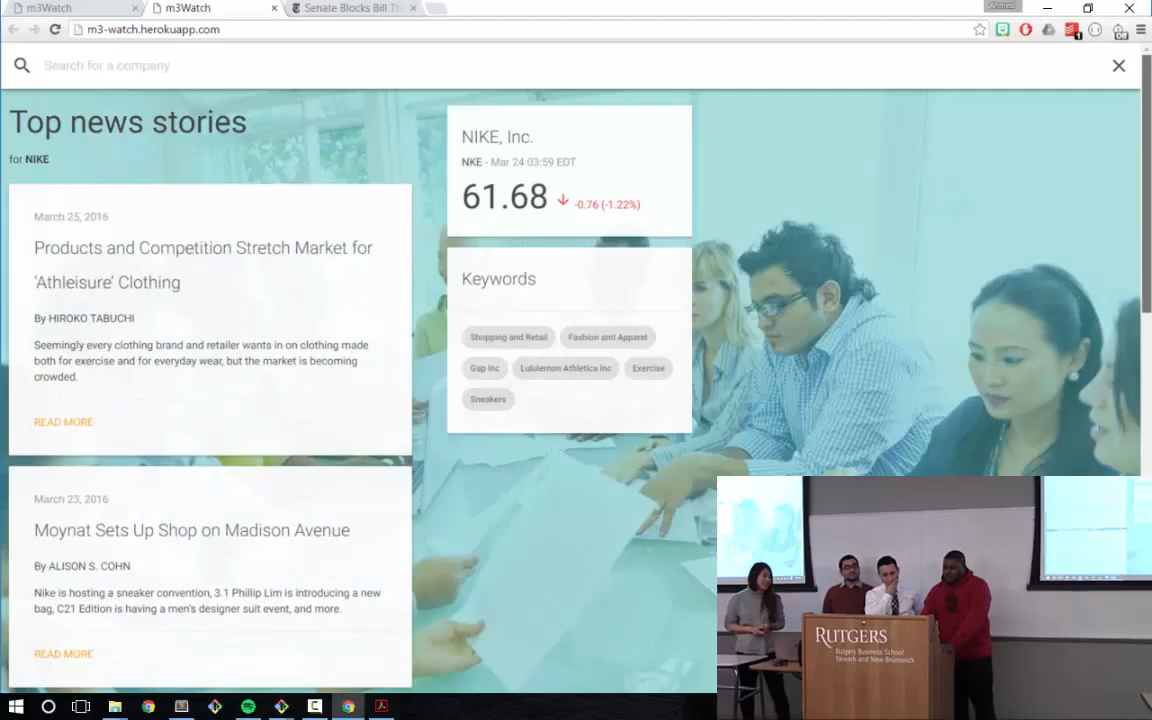 m3Watch
m3Watch
Senate Blocks Bill Th
Ahmed
m3-watch.herokuapp.com
1
Off
Search for a company
Top news stories
for NIKE
March 25, 2016
Products and Competition Stretch Market for
‘Athleisure’ Clothing
By HIROKO TABUCHI
Seemingly every clothing brand and retailer wants in on clothing made
both for exercise and for everyday wear, but the market is becoming
crowded.
READ MORE
March 23, 2016
Moynat Sets Up Shop on Madison Avenue
By ALISON S. COHN
Nike is hosting a sneaker convention, 3.1 Phillip Lim is introducing a new
bag, C21 Edition is having a men's designer suit event, and more.
READ MORE
NIKE, Inc.
NKE - Mar 24 03:59 EDT
61.68 -0.76 (-1.22%)
Keywords
Shopping and Retail Fashion and Apparel
Gap Inc Lululemon Athletica Inc Exercise
Sneakers
RUTGERS
Rutgers Business School
Newark and New Brunswick